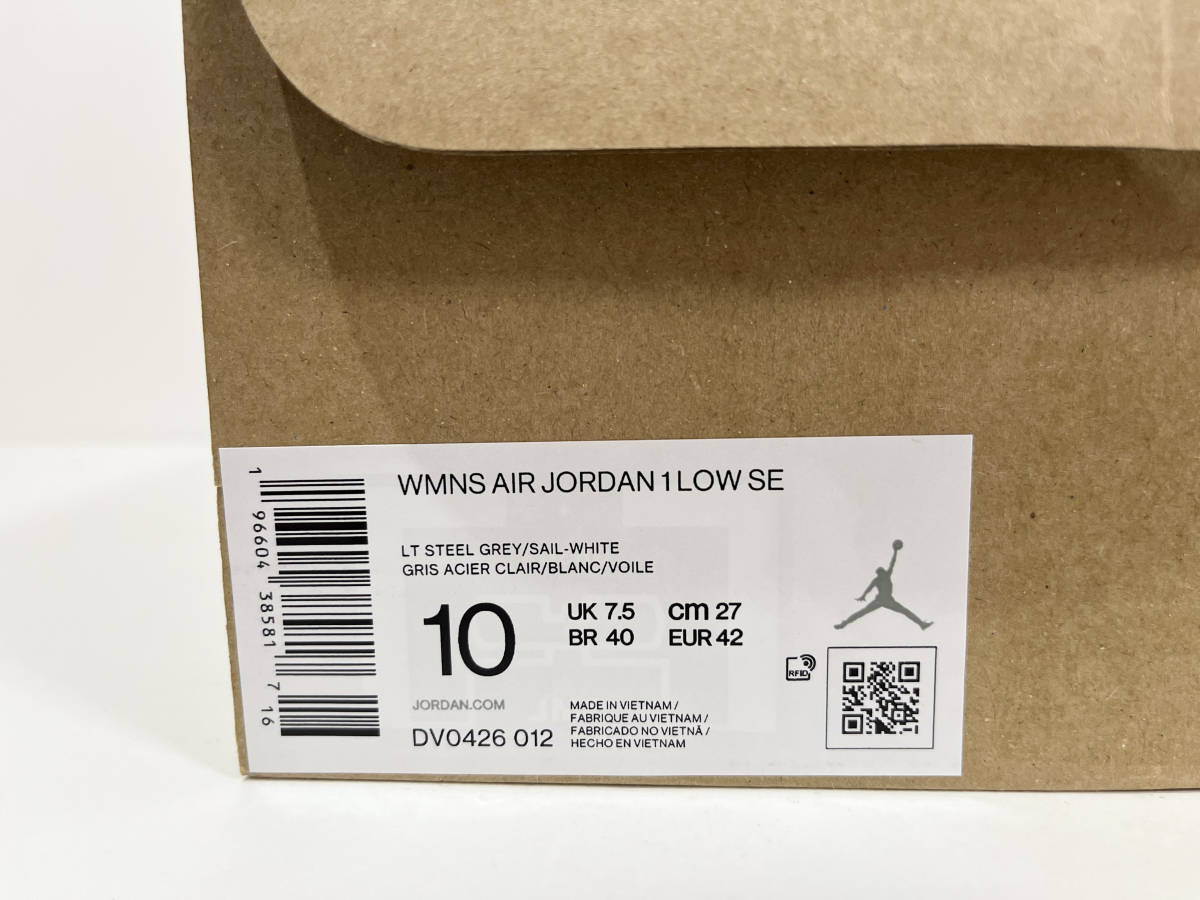 WMNS AIR JORDAN 1 LOW SE
LT STEEL GREY/SAIL-WHITE
GRIS ACIER CLAIR/BLANC/VOILE
10
UK 7.5 cm 27
BR 40 EUR 42
JORDAN.COM
DV0426 012
MADE IN VIETNAM /
FABRIQUE AU VIETNAM /
FABRICADO NO VIETNÃ /
HECHO EN VIETNAM
RFID
1 96604 38581 7 16